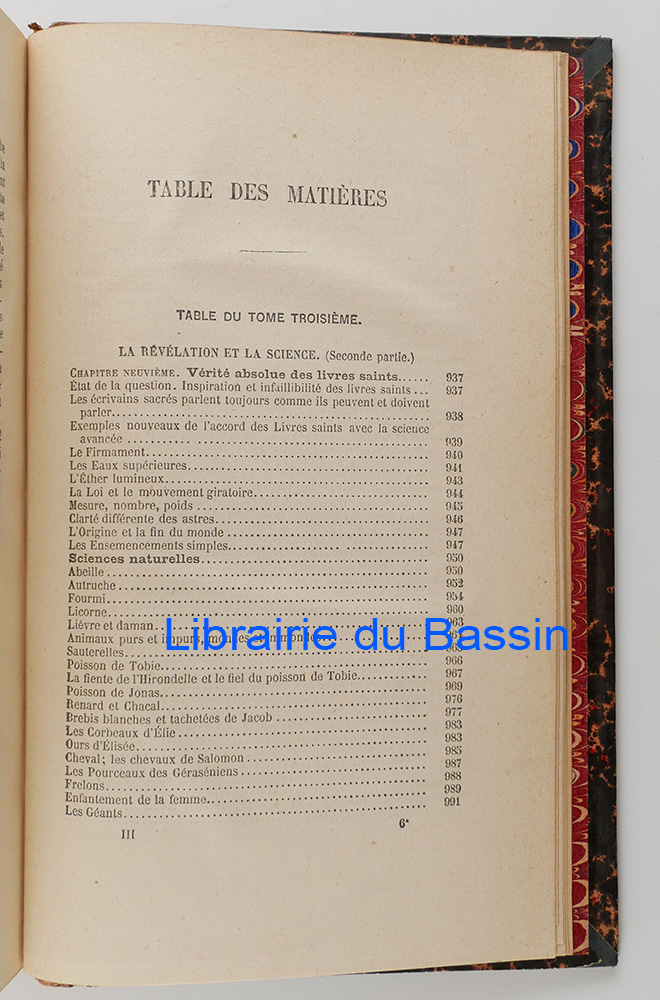 TABLE DES MATIÈRES
TABLE DU TOME TROISIÈME.
LA RÉVÉLATION ET LA SCIENCE. (Seconde partie.)
CHAPITRE NEUVIÈME. Vérité absolue des livres saints...... 937
État de la question. Inspiration et infaillibilité des livres saints... 937
Les écrivains sacrés parlent toujours comme ils peuvent et doivent
parler... 938
Exemples nouveaux de l'accord des Livres saints avec la science
avancée ... 939
Le Firmament... 940
Les Eaux supérieures... 941
L'Éther lumineux... 943
La Loi et le mouvement giratoire... 944
Mesure, nombre, poids ... 945
Clarté différente des astres... 946
L'Origine et la fin du monde ... 947
Les Ensemencements simples... 947
Sciences naturelles... 950
Abeille ... 950
Autruche ... 952
Fourmi ... 954
Licorne ... 960
Lièvre et daman ... 963
Animaux purs et impurs, mondes et immondes
Sauterelles...
Librairie du Bassin
Poisson de Tobie... 966
La fiente de l'Hirondelle et le fiel du poisson de Tobie... 967
Poisson de Jonas... 969
Renard et Chacal... 976
Brebis blanches et tachetées de Jacob ... 977
Les Corbeaux d'Élie ... 983
Ours d'Élisée... 983
Cheval; les chevaux de Salomon ... 985
Les Pourceaux des Géraséniens ... 987
Frelons ... 988
Enfantement de la femme... 989
Les Géants... 991
III 6*